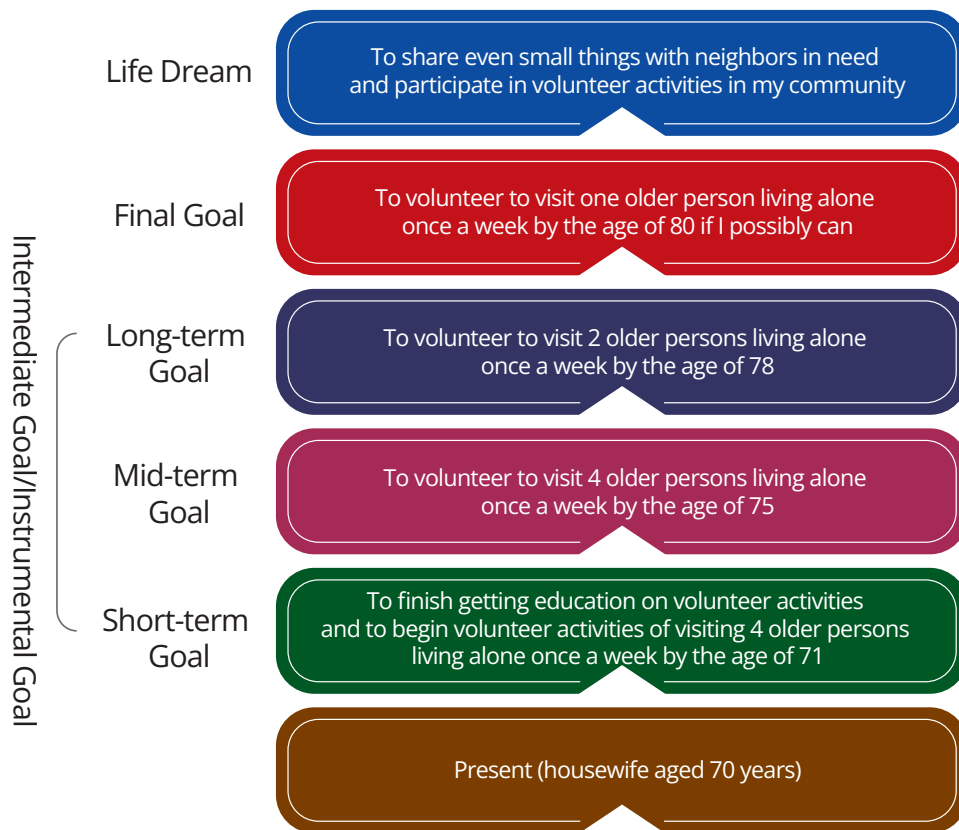 Life Dream
To share even small things with neighbors in need
and participate in volunteer activities in my community
Final Goal
To volunteer to visit one older person living alone
once a week by the age of 80 if I possibly can
Intermediate Goal/Instrumental Goal
Long-term
Goal
To volunteer to visit 2 older persons living alone
once a week by the age of 78
Mid-term
Goal
To volunteer to visit 4 older persons living alone
once a week by the age of 75
Short-term
Goal
To finish getting education on volunteer activities
and to begin volunteer activities of visiting 4 older persons
living alone once a week by the age of 71
Present (housewife aged 70 years)